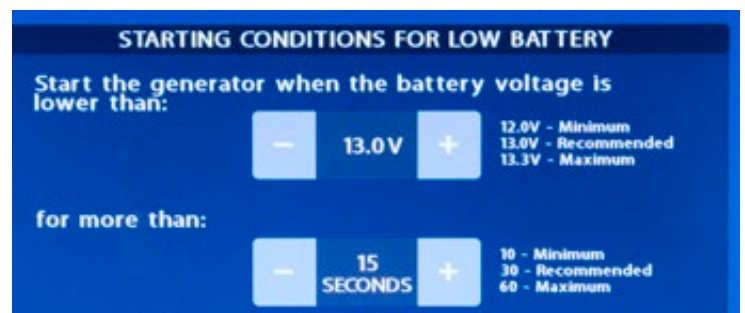 STARTING CONDITIONS FOR LOW BATTERY
Start the generator when the battery voltage is
lower than:
− 13.0 V +
12.0V - Minimum
13.0V - Recommended
13.3V - Maximum
for more than:
− 15 +
SECONDS
10 - Minimum
30 - Recommended
60 - Maximum